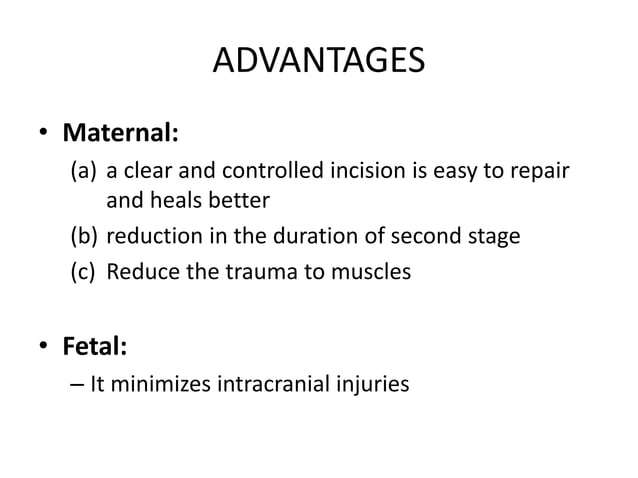 ADVANTAGES
• Maternal:
(a) a clear and controlled incision is easy to repair
and heals better
(b) reduction in the duration of second stage
(c) Reduce the trauma to muscles
• Fetal:
– It minimizes intracranial injuries